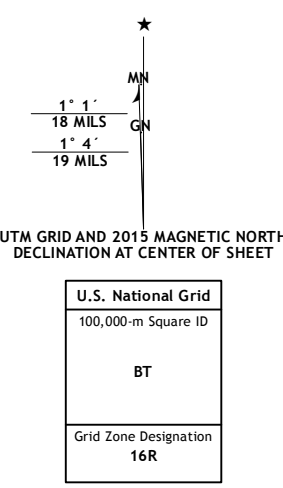 MN
1° 1´
18 MILS
GN
1° 4´
19 MILS
UTM GRID AND 2015 MAGNETIC NORTH
DECLINATION AT CENTER OF SHEET
U.S. National Grid
100,000-m Square ID
BT
Grid Zone Designation
16R